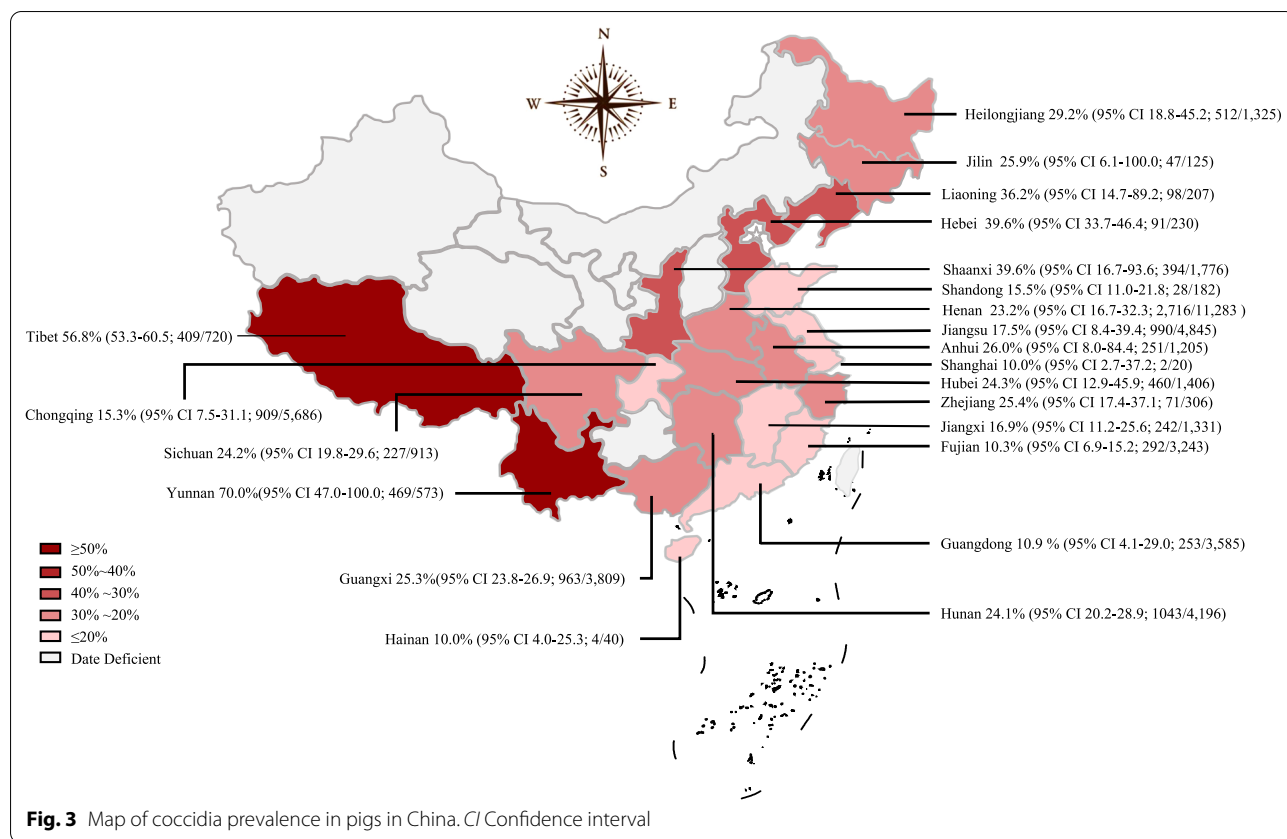 N
W E
S
Heilongjiang 29.2% (95% CI 18.8-45.2; 512/1,325)
Jilin 25.9% (95% CI 6.1-100.0; 47/125)
Liaoning 36.2% (95% CI 14.7-89.2; 98/207)
Hebei 39.6% (95% CI 33.7-46.4; 91/230)
Shaanxi 39.6% (95% CI 16.7-93.6; 394/1,776)
Shandong 15.5% (95% CI 11.0-21.8; 28/182)
Henan 23.2% (95% CI 16.7-32.3; 2,716/11,283)
Jiangsu 17.5% (95% CI 8.4-39.4; 990/4,845)
Anhui 26.0% (95% CI 8.0-84.4; 251/1,205)
Shanghai 10.0% (95% CI 2.7-37.2; 2/20)
Hubei 24.3% (95% CI 12.9-45.9; 460/1,406)
Zhejiang 25.4% (95% CI 17.4-37.1; 71/306)
Jiangxi 16.9% (95% CI 11.2-25.6; 242/1,331)
Fujian 10.3% (95% CI 6.9-15.2; 292/3,243)
Guangdong 10.9 % (95% CI 4.1-29.0; 253/3,585)
Hunan 24.1% (95% CI 20.2-28.9; 1043/4,196)
Tibet 56.8% (53.3-60.5; 409/720)
Chongqing 15.3% (95% CI 7.5-31.1; 909/5,686)
Sichuan 24.2% (95% CI 19.8-29.6; 227/913)
Yunnan 70.0%(95% CI 47.0-100.0; 469/573)
Guangxi 25.3%(95% CI 23.8-26.9; 963/3,809)
Hainan 10.0% (95% CI 4.0-25.3; 4/40)
≥50%
50%~40%
40% ~30%
30% ~20%
≤20%
Date Deficient
Fig. 3 Map of coccidia prevalence in pigs in China. CI Confidence interval